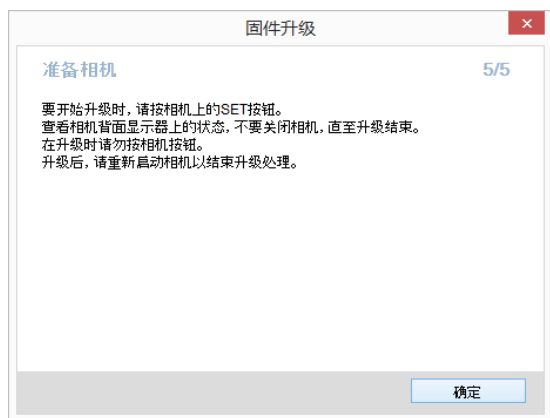 固件升级
准备相机 5/5
要开始升级时,请按相机上的SET按钮。
查看相机背面显示器上的状态,不要关闭相机,直至升级结束。
在升级时请勿按相机按钮。
升级后,请重新启动相机以结束升级处理。
确定